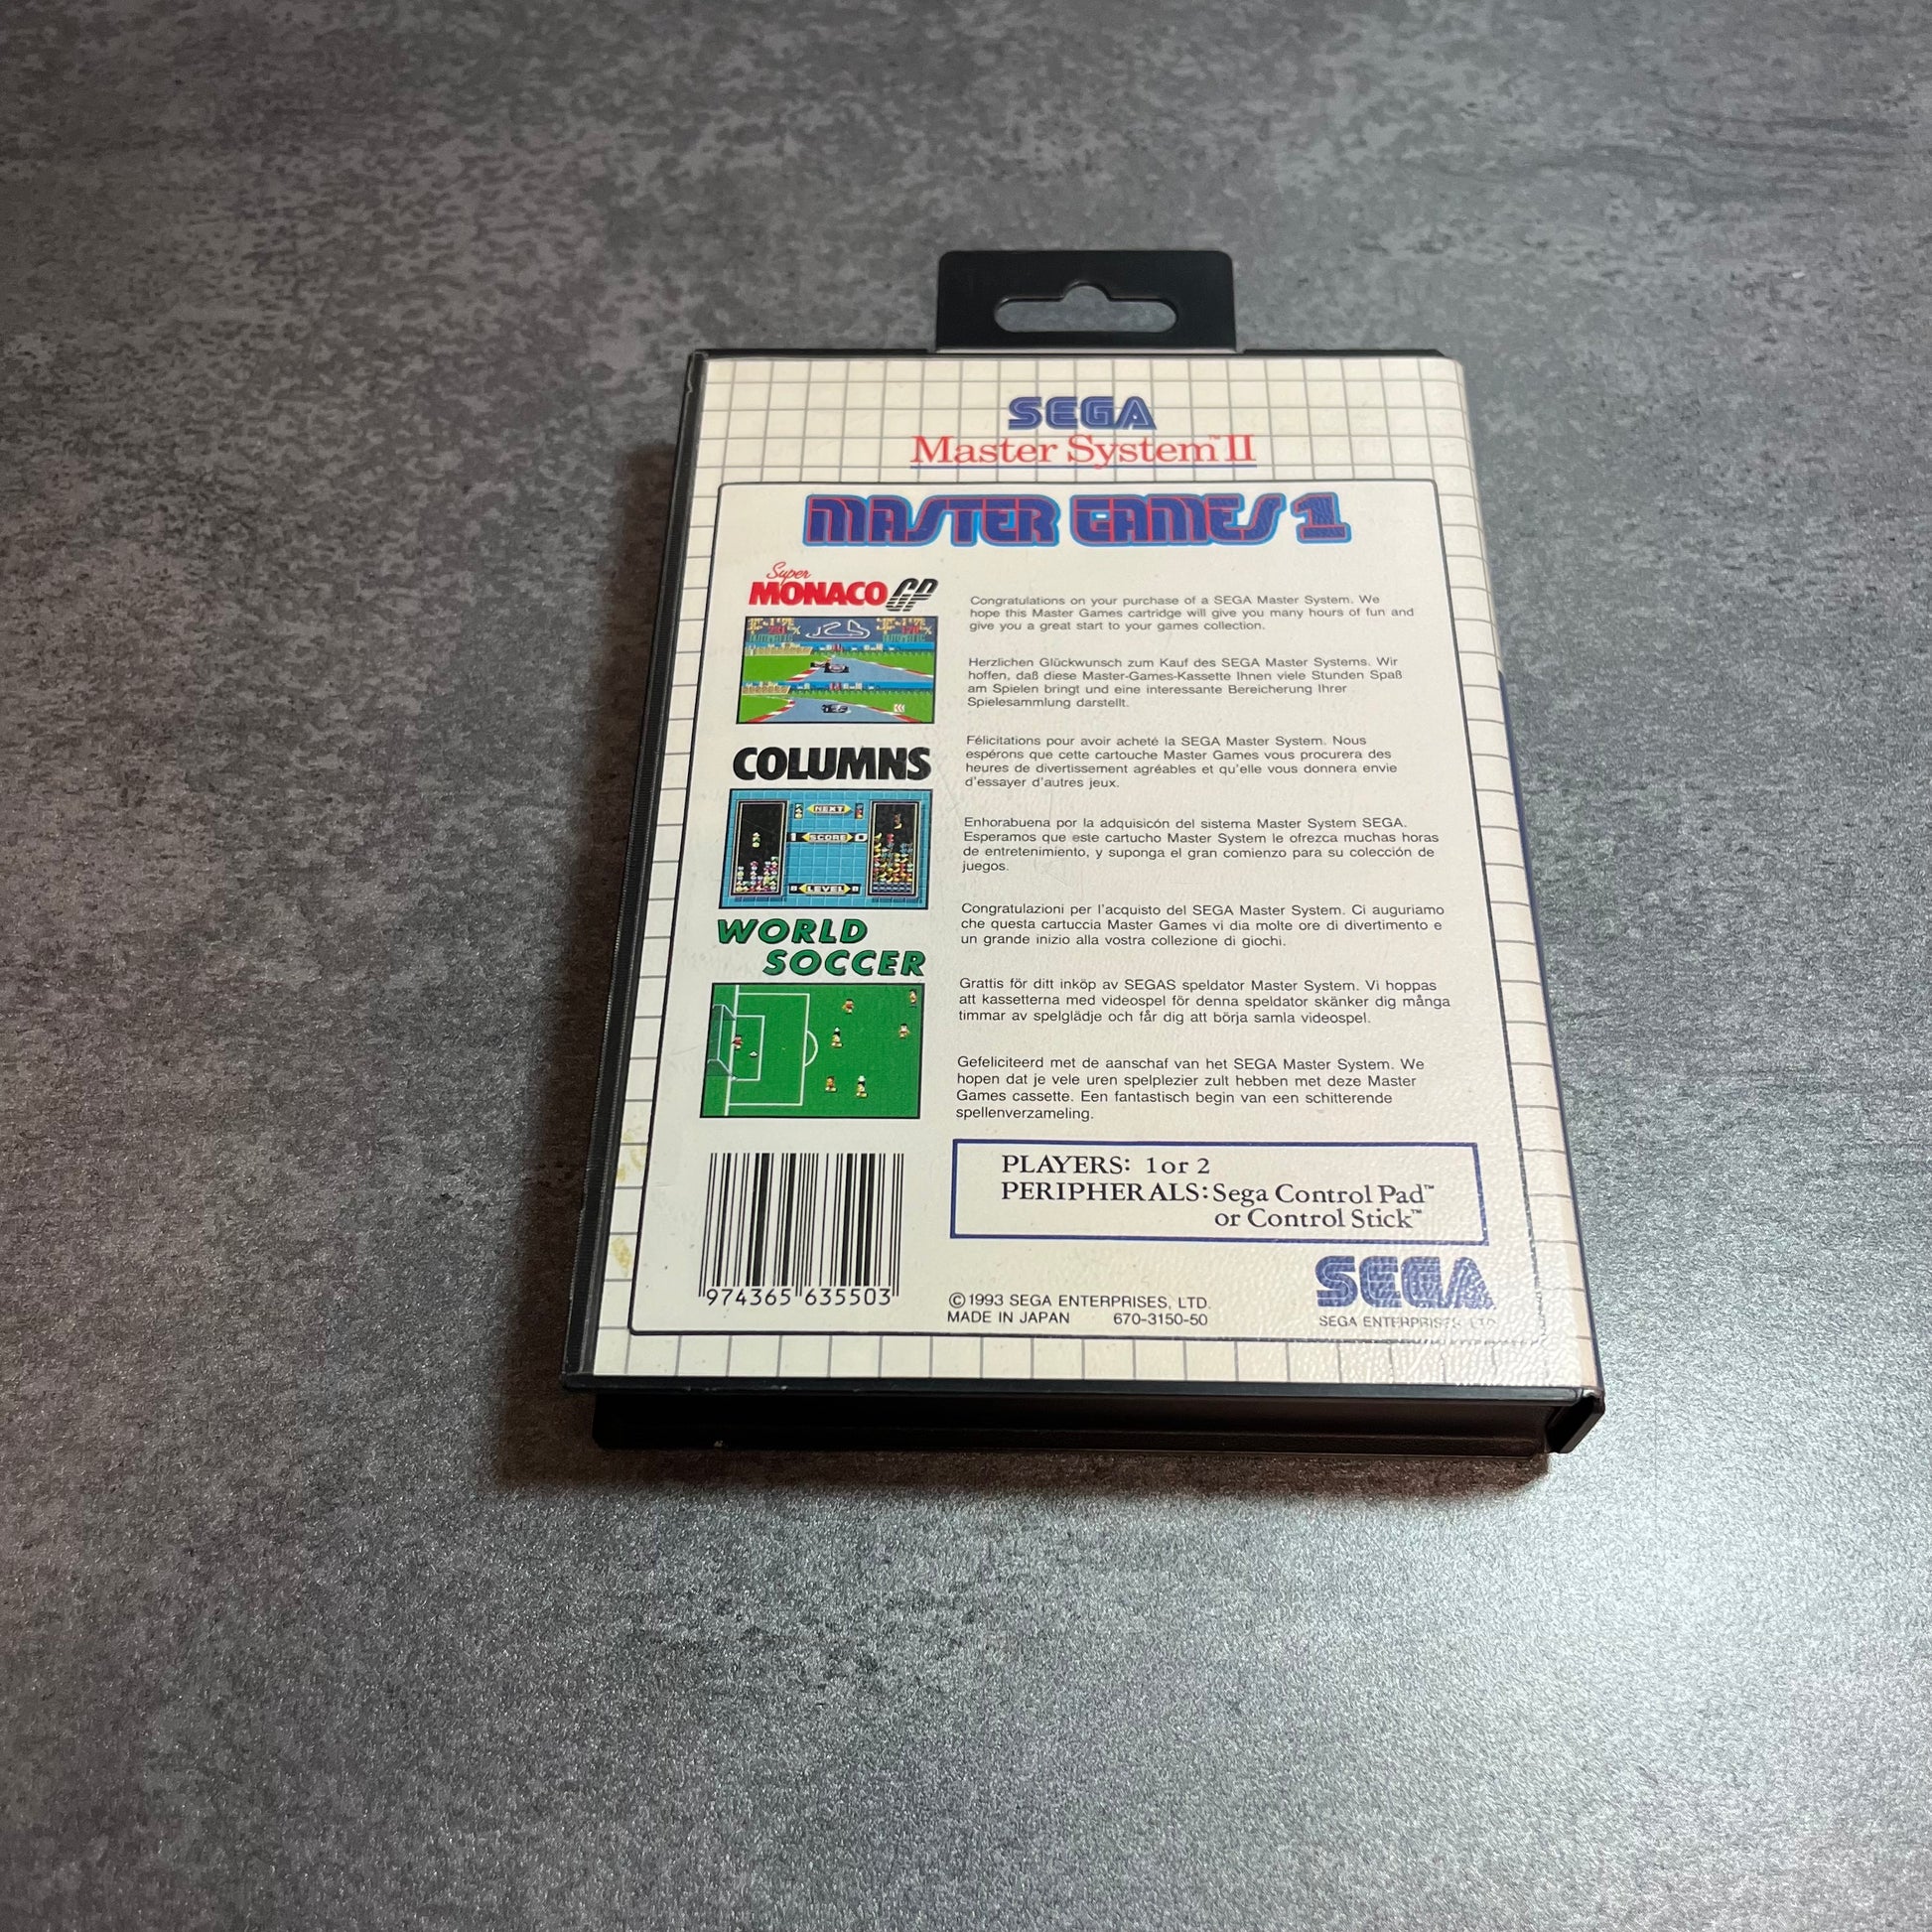 SEGA
Master System™ II
MASTER GAMES 1
Super
MONACO GP
COLUMNS
NEXT
SCORE
LEVEL
WORLD
SOCCER
Congratulations on your purchase of a SEGA Master System. We
hope this Master Games cartridge will give you many hours of fun and
give you a great start to your games collection.
Herzlichen Glückwunsch zum Kauf des SEGA Master Systems. Wir
hoffen, daß diese Master-Games-Kassette Ihnen viele Stunden Spaß
am Spielen bringt und eine interessante Bereicherung Ihrer
Spielesammlung darstellt.
Félicitations pour avoir acheté la SEGA Master System. Nous
espérons que cette cartouche Master Games vous procurera des
heures de divertissement agréables et qu'elle vous donnera envie
d'essayer d'autres jeux.
Enhorabuena por la adquisicón del sistema Master System SEGA.
Esperamos que este cartucho Master System le ofrezca muchas horas
de entretenimiento, y suponga el gran comienzo para su colección de
juegos.
Congratulazioni per l'acquisto del SEGA Master System. Ci auguriamo
che questa cartuccia Master Games vi dia molte ore di divertimento e
un grande inizio alla vostra collezione di giochi.
Grattis för ditt inköp av SEGAS speldator Master System. Vi hoppas
att kassetterna med videospel för denna speldator skänker dig många
timmar av spelglädje och får dig att börja samla videospel.
Gefeliciteerd met de aanschaf van het SEGA Master System. We
hopen dat je vele uren spelplezier zult hebben met deze Master
Games cassette. Een fantastisch begin van een schitterende
spellenverzameling.
PLAYERS: 1 or 2
PERIPHERALS: Sega Control Pad™
or Control Stick™
974365 635503
©1993 SEGA ENTERPRISES, LTD.
MADE IN JAPAN 670-3150-50
SEGA
SEGA ENTERPRISES, LTD.